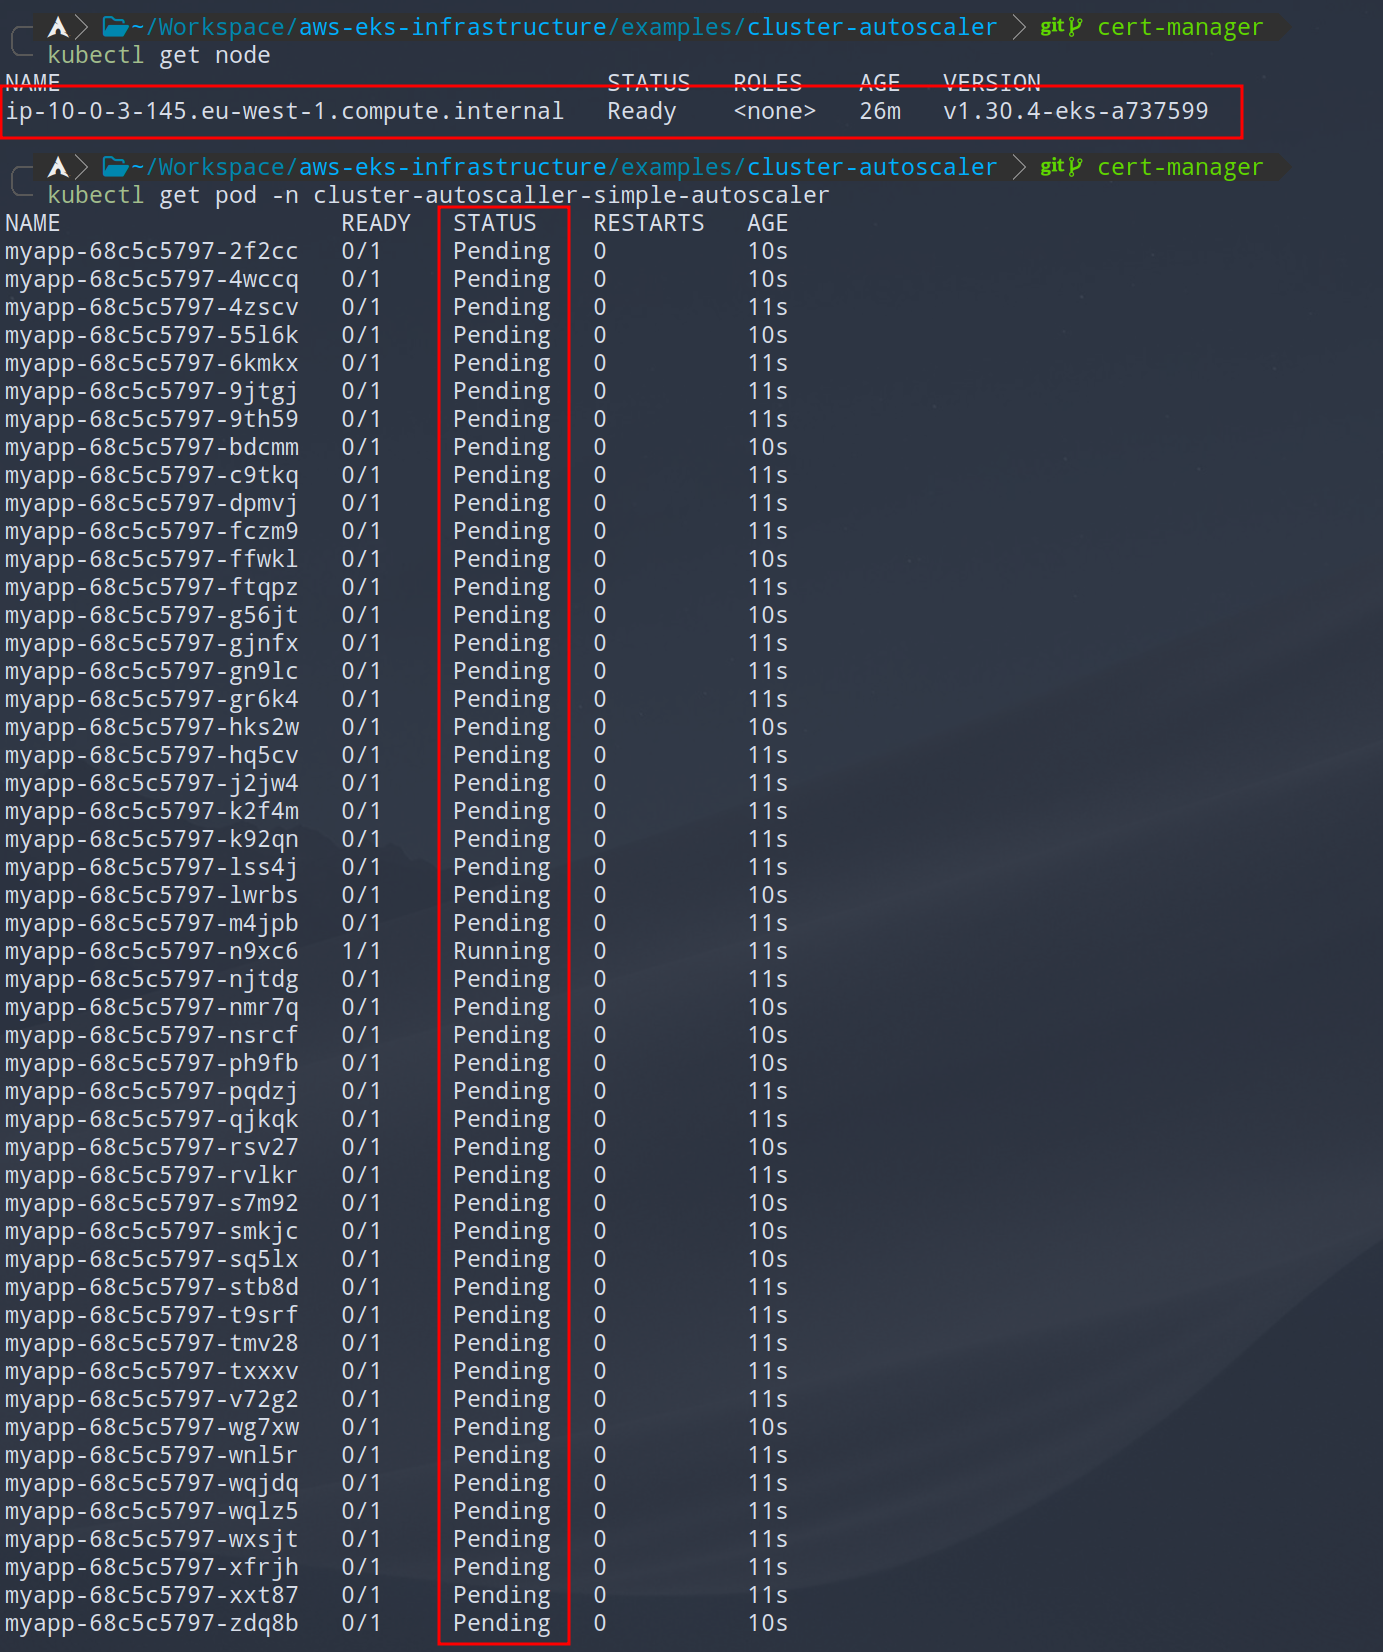 ~/Workspace/aws-eks-infrastructure/examples/cluster-autoscaler git cert-manager
kubectl get node
NAME STATUS ROLES AGE VERSION
ip-10-0-3-145.eu-west-1.compute.internal Ready <none> 26m v1.30.4-eks-a737599
~/Workspace/aws-eks-infrastructure/examples/cluster-autoscaler git cert-manager
kubectl get pod -n cluster-autoscaller-simple-autoscaler
NAME READY STATUS RESTARTS AGE
myapp-68c5c5797-2f2cc 0/1 Pending 0 10s
myapp-68c5c5797-4wccq 0/1 Pending 0 10s
myapp-68c5c5797-4zscv 0/1 Pending 0 11s
myapp-68c5c5797-55l6k 0/1 Pending 0 10s
myapp-68c5c5797-6kmkx 0/1 Pending 0 11s
myapp-68c5c5797-9jtgj 0/1 Pending 0 11s
myapp-68c5c5797-9th59 0/1 Pending 0 11s
myapp-68c5c5797-bdcmm 0/1 Pending 0 10s
myapp-68c5c5797-c9tkq 0/1 Pending 0 11s
myapp-68c5c5797-dpmvj 0/1 Pending 0 11s
myapp-68c5c5797-fczm9 0/1 Pending 0 11s
myapp-68c5c5797-ffwkl 0/1 Pending 0 10s
myapp-68c5c5797-ftqpz 0/1 Pending 0 11s
myapp-68c5c5797-g56jt 0/1 Pending 0 10s
myapp-68c5c5797-gjnfx 0/1 Pending 0 11s
myapp-68c5c5797-gn9lc 0/1 Pending 0 11s
myapp-68c5c5797-gr6k4 0/1 Pending 0 11s
myapp-68c5c5797-hks2w 0/1 Pending 0 10s
myapp-68c5c5797-hq5cv 0/1 Pending 0 11s
myapp-68c5c5797-j2jw4 0/1 Pending 0 11s
myapp-68c5c5797-k2f4m 0/1 Pending 0 11s
myapp-68c5c5797-k92qn 0/1 Pending 0 11s
myapp-68c5c5797-lss4j 0/1 Pending 0 11s
myapp-68c5c5797-lwrbs 0/1 Pending 0 10s
myapp-68c5c5797-m4jpb 0/1 Pending 0 11s
myapp-68c5c5797-n9xc6 1/1 Running 0 11s
myapp-68c5c5797-njtdg 0/1 Pending 0 11s
myapp-68c5c5797-nmr7q 0/1 Pending 0 10s
myapp-68c5c5797-nsrcf 0/1 Pending 0 10s
myapp-68c5c5797-ph9fb 0/1 Pending 0 10s
myapp-68c5c5797-pqdzj 0/1 Pending 0 11s
myapp-68c5c5797-qjkqk 0/1 Pending 0 11s
myapp-68c5c5797-rsv27 0/1 Pending 0 10s
myapp-68c5c5797-rvlkr 0/1 Pending 0 11s
myapp-68c5c5797-s7m92 0/1 Pending 0 10s
myapp-68c5c5797-smkjc 0/1 Pending 0 10s
myapp-68c5c5797-sq5lx 0/1 Pending 0 10s
myapp-68c5c5797-stb8d 0/1 Pending 0 11s
myapp-68c5c5797-t9srf 0/1 Pending 0 11s
myapp-68c5c5797-tmv28 0/1 Pending 0 11s
myapp-68c5c5797-txxxv 0/1 Pending 0 11s
myapp-68c5c5797-v72g2 0/1 Pending 0 11s
myapp-68c5c5797-wg7xw 0/1 Pending 0 10s
myapp-68c5c5797-wnl5r 0/1 Pending 0 11s
myapp-68c5c5797-wqjdq 0/1 Pending 0 11s
myapp-68c5c5797-wqlz5 0/1 Pending 0 11s
myapp-68c5c5797-wxsjt 0/1 Pending 0 11s
myapp-68c5c5797-xfrjh 0/1 Pending 0 11s
myapp-68c5c5797-xxt87 0/1 Pending 0 11s
myapp-68c5c5797-zdq8b 0/1 Pending 0 10s